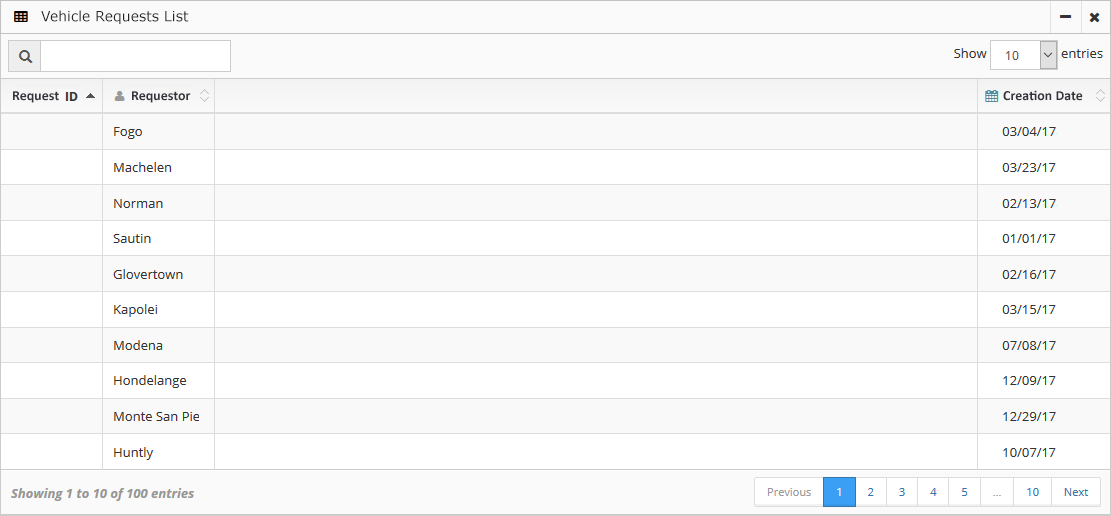 Vehicle Requests List
Show 10 entries
Request ID Requestor Creation Date
Fogo 03/04/17
Machelen 03/23/17
Norman 02/13/17
Sautin 01/01/17
Glovertown 02/16/17
Kapolei 03/15/17
Modena 07/08/17
Hondelange 12/09/17
Monte San Pie 12/29/17
Huntly 10/07/17
Showing 1 to 10 of 100 entries
Previous 1 2 3 4 5 ... 10 Next